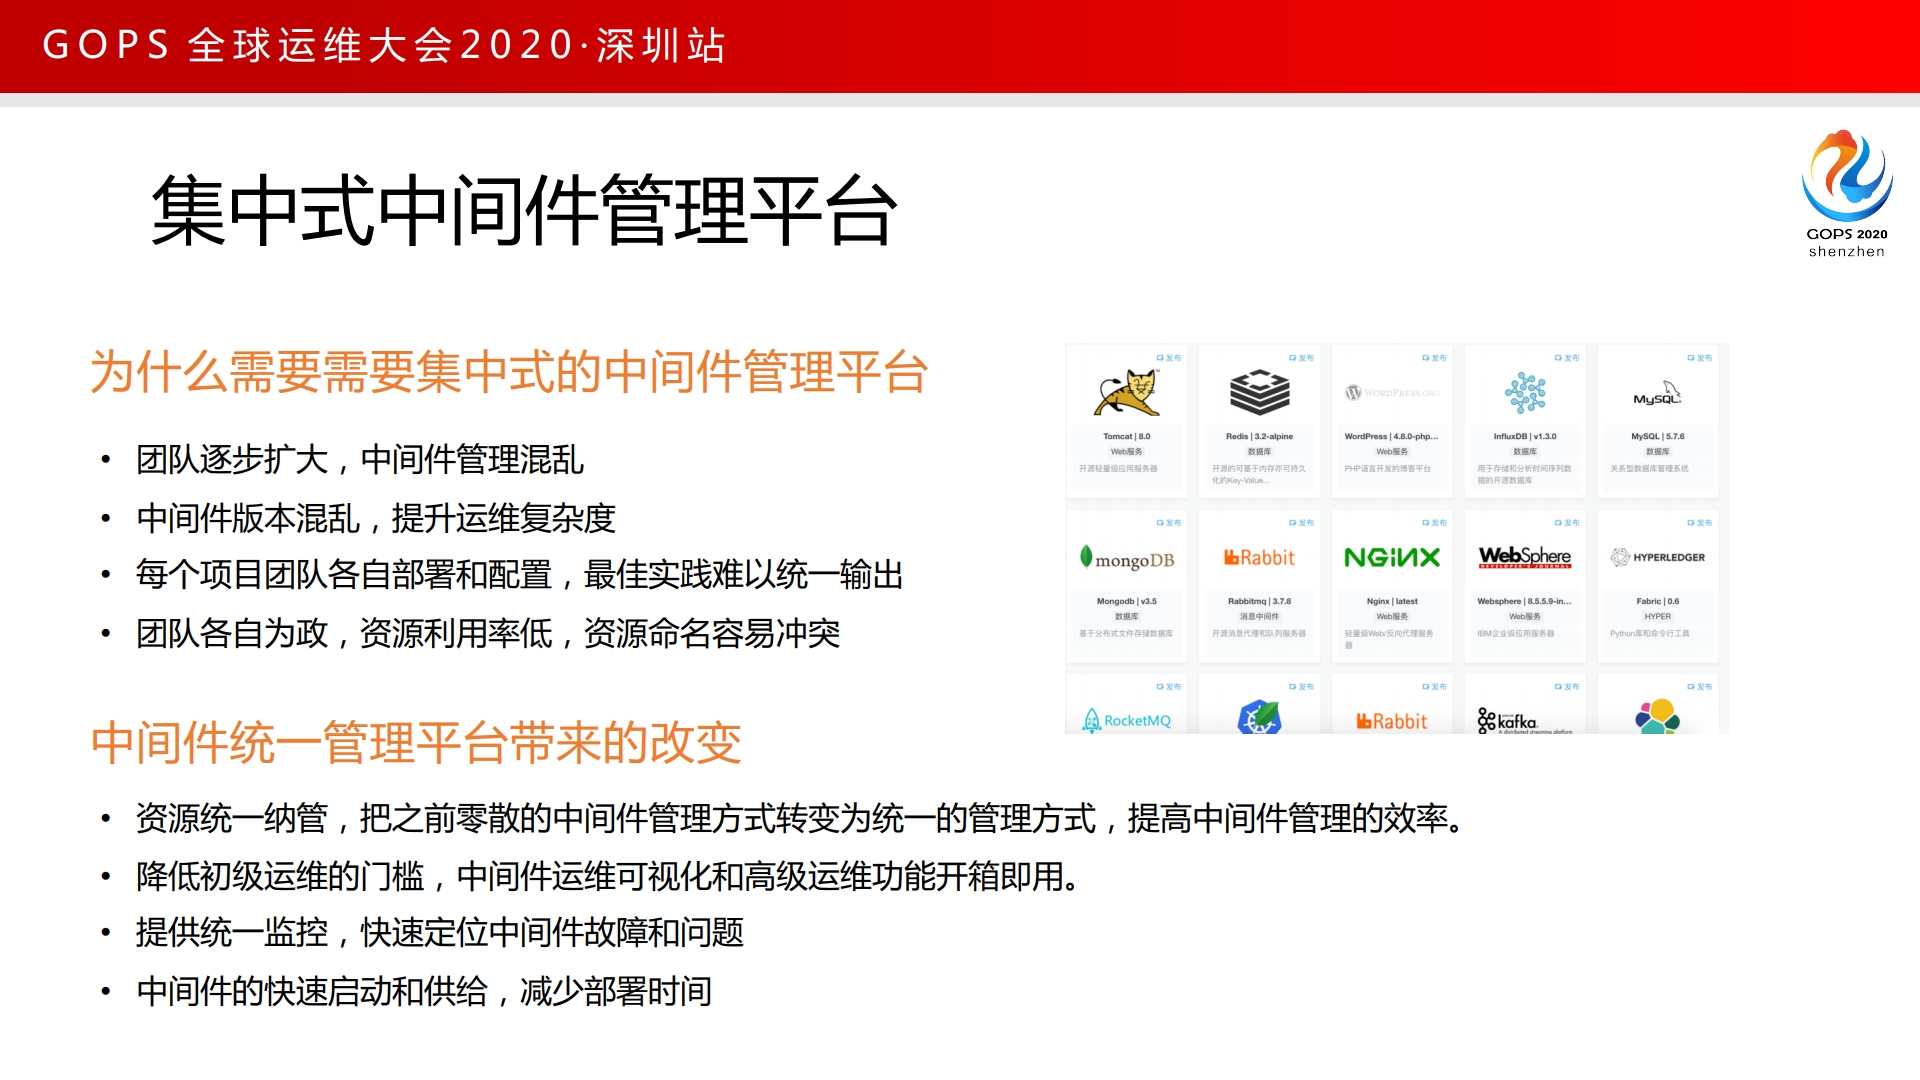 GOPS 全球运维大会2020·深圳站
GOPS 2020
shenzhen
集中式中间件管理平台
为什么需要需要集中式的中间件管理平台
• 团队逐步扩大，中间件管理混乱
• 中间件版本混乱，提升运维复杂度
• 每个项目团队各自部署和配置，最佳实践难以统一输出
• 团队各自为政，资源利用率低，资源命名容易冲突
发布 发布 发布 发布 发布
WORDPRESS.ORG MySQL
Tomcat | 8.0 Redis | 3.2-alpine WordPress | 4.8.0-php... InfluxDB | v1.3.0 MySQL | 5.7.6
Web服务 数据库 Web服务 数据库 数据库
开源轻量级应用服务器 开源的可基于内存亦可持久 PHP语言开发的博客平台 用于存储和分析时间序列数 关系型数据库管理系统
化的Key-Value... 据的开源数据库
发布 发布 发布 发布 发布
mongoDB Rabbit NGINX WebSphere HYPERLEDGER
DEVELOPER'S JOURNAL
Mongodb | v3.5 Rabbitmq | 3.7.8 Nginx | latest Websphere | 8.5.5.9-in... Fabric | 0.6
数据库 消息中间件 Web服务 Web服务 HYPER
基于分布式文件存储数据库 开源消息代理和队列服务器 轻量级Web/反向代理服务 IBM企业级应用服务器 Python库和命令行工具
器
发布 发布 发布 发布 发布
RocketMQ Rabbit kafka
A distributed streaming platform
中间件统一管理平台带来的改变
• 资源统一纳管，把之前零散的中间件管理方式转变为统一的管理方式，提高中间件管理的效率。
• 降低初级运维的门槛，中间件运维可视化和高级运维功能开箱即用。
• 提供统一监控，快速定位中间件故障和问题
• 中间件的快速启动和供给，减少部署时间